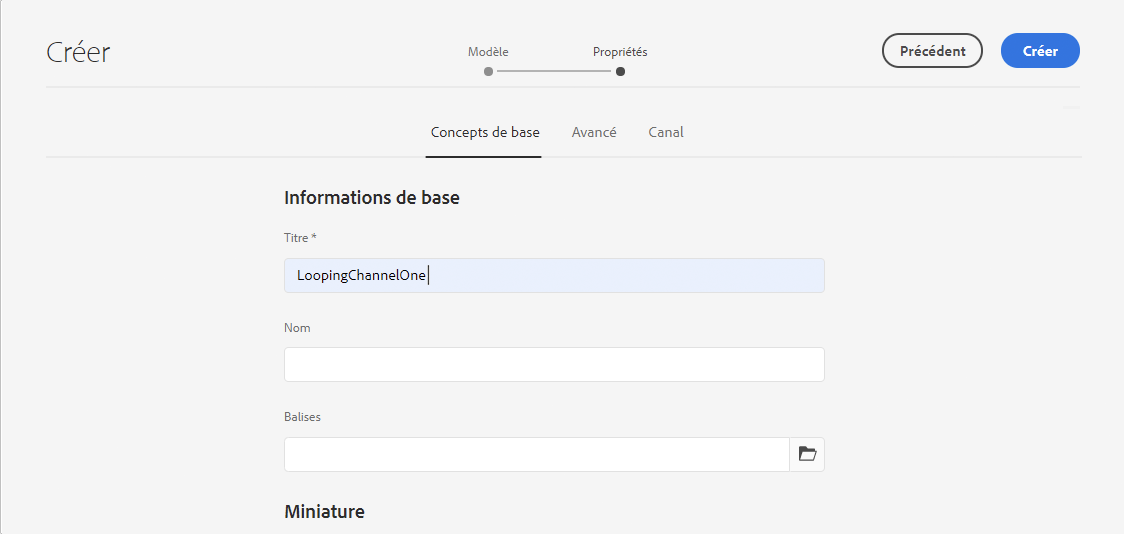 Créer
Modèle
Propriétés
Précédent
Créer
Concepts de base
Avancé
Canal
Informations de base
Titre *
LoopingChannelOne
Nom
Balises
Miniature